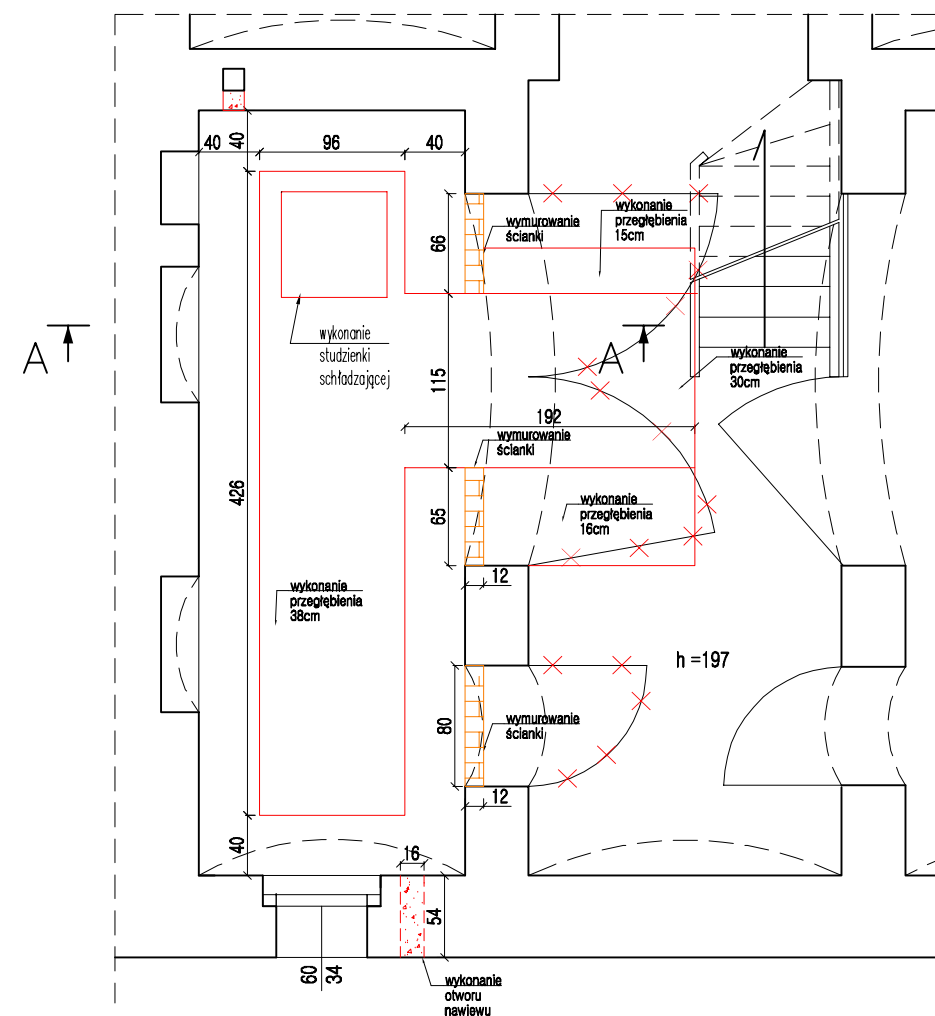 40
40
96
40
66
wymurowanie
ścianki
wykonanie
przegłębienia
15cm
A
A
wykonanie
studzienki
schładzającej
115
wykonanie
przegłębienia
30cm
192
wymurowanie
ścianki
426
65
wykonanie
przegłębienia
16cm
12
wykonanie
przegłębienia
38cm
h =197
80
wymurowanie
ścianki
12
40
16
54
60
34
wykonanie
otworu
nawiewu